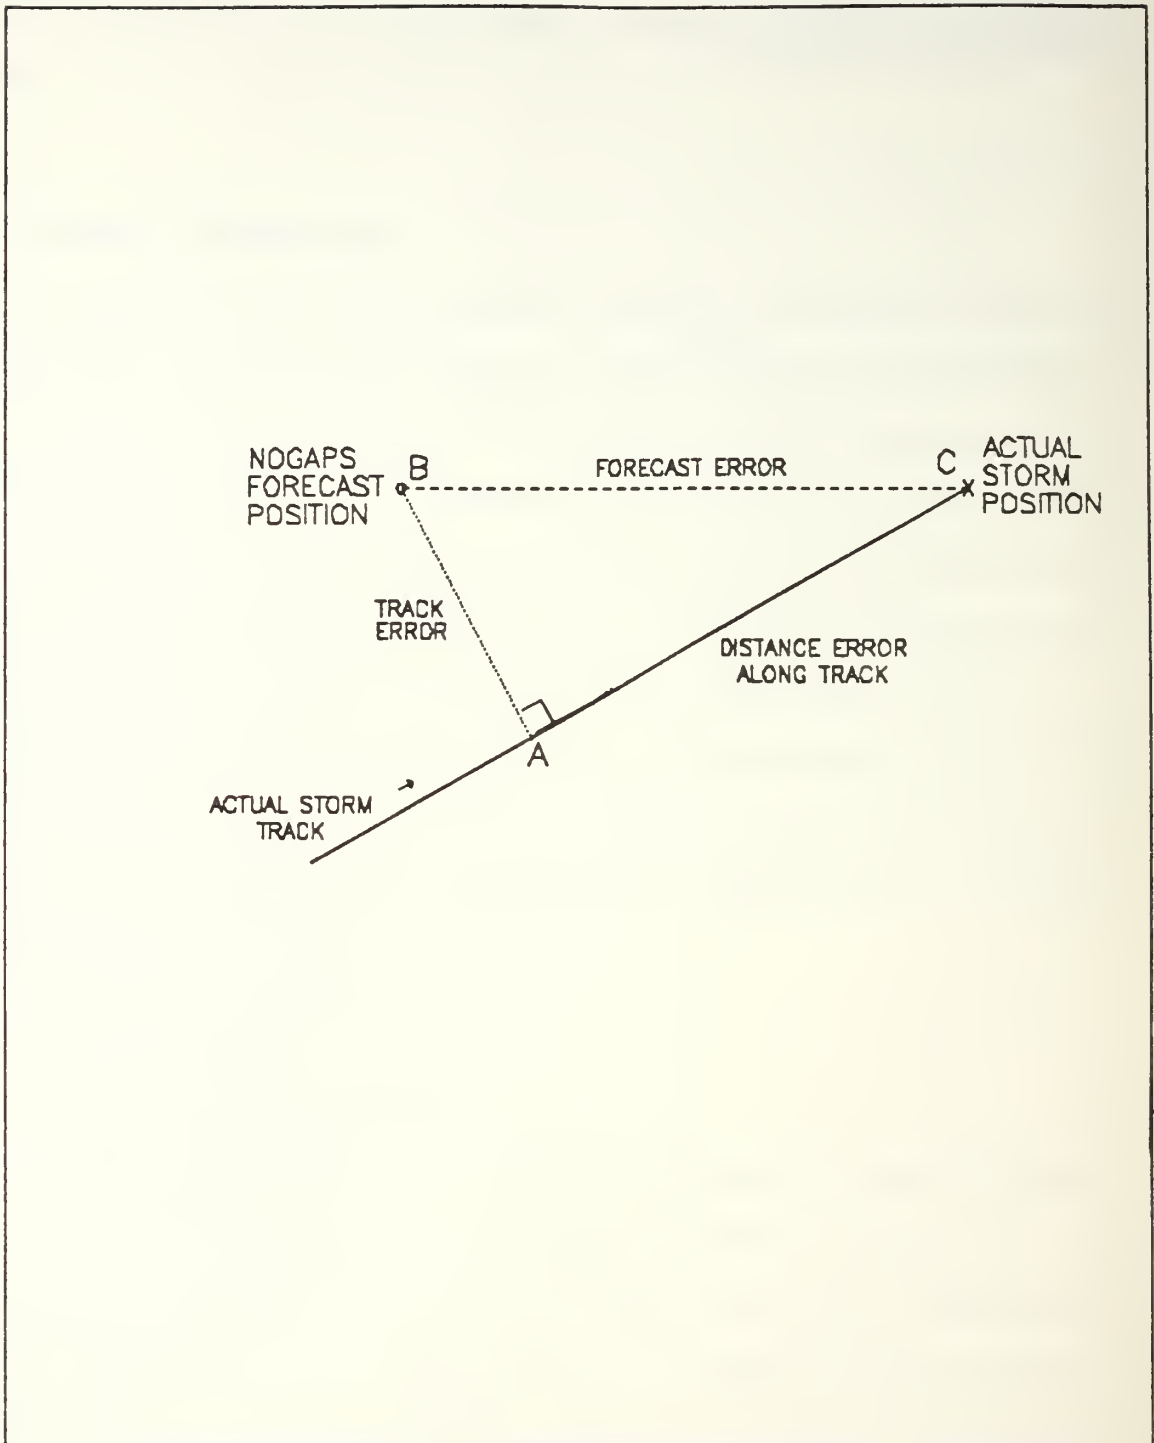 NOGAPS
FORECAST
POSITION
B
FORECAST ERROR
C
ACTUAL
STORM
POSITION
TRACK
ERROR
DISTANCE ERROR
ALONG TRACK
A
ACTUAL STORM
TRACK